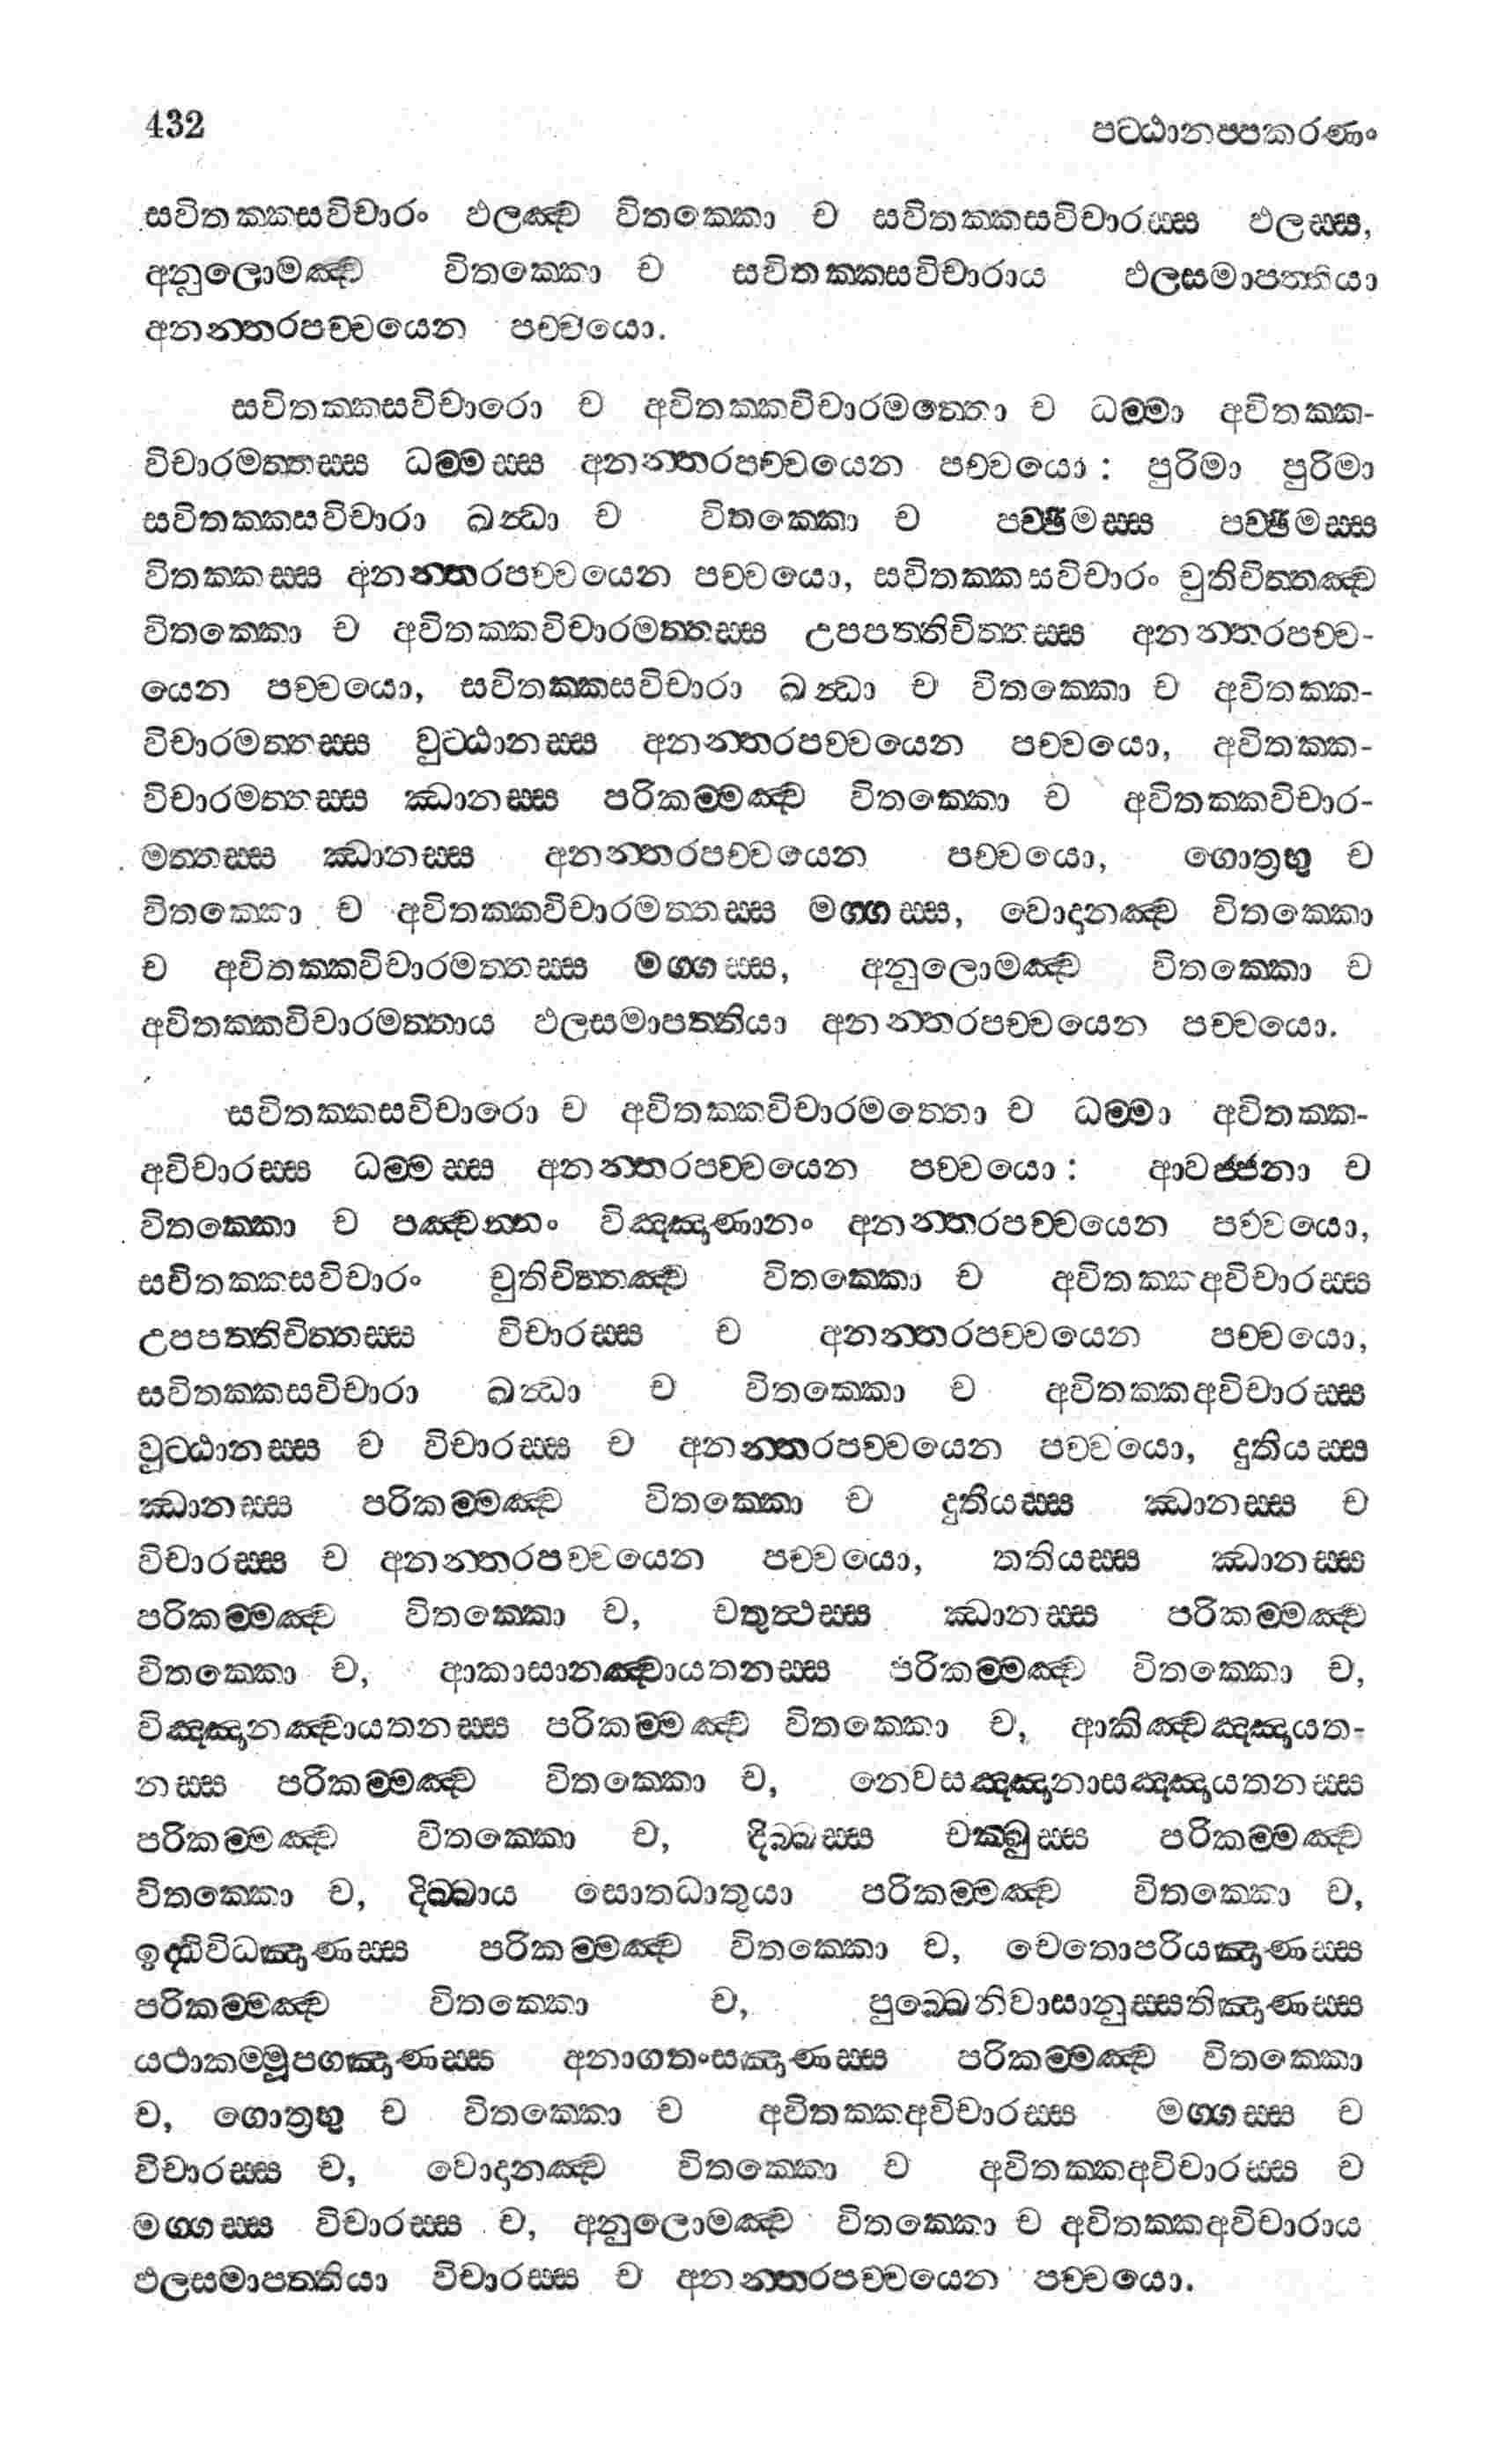 432 පට්ඨානප්පකරණං
සවිතක්කසවිචාරං ඵලඤ්ච විතක්කො ච සවිතක්කසවිචාරස්ස ඵලස්ස,
අනුලොමඤ්ච විතක්කො ච සවිතක්කසවිචාරාය ඵලසමාපත්තියා
අනන්තරපච්චයෙන පච්චයො.
සවිතක්කසවිචාරො ච අවිතක්කවිචාරමත්තො ච ධම්මා අවිතක්ක-
විචාරමත්තස්ස ධම්මස්ස අනන්තරපච්චයෙන පච්චයො : පුරිමා පුරිමා
සවිතක්කසවිචාරා ඛන්ධා ච විතක්කො ච පච්ඡිමස්ස පච්ඡිමස්ස
විතක්කස්ස අනන්තරපච්චයෙන පච්චයො, සවිතක්කසවිචාරං චුතිචිත්තඤ්ච
විතක්කො ච අවිතක්කවිචාරමත්තස්ස උපපත්තිචිත්තස්ස අනන්තරපච්ච-
යෙන පච්චයො, සවිතක්කසවිචාරා ඛන්ධා ච විතක්කො ච අවිතක්ක-
විචාරමත්තස්ස වුට්ඨානස්ස අනන්තරපච්චයෙන පච්චයො, අවිතක්ක-
විචාරමත්තස්ස ඣානස්ස පරිකම්මඤ්ච විතක්කො ච අවිතක්කවිචාර-
මත්තස්ස ඣානස්ස අනන්තරපච්චයෙන පච්චයො, ගොත්‍රභු ච
විතක්කො ච අවිතක්කවිචාරමත්තස්ස මග්ගස්ස, වොදානඤ්ච විතක්කො
ච අවිතක්කවිචාරමත්තස්ස මග්ගස්ස, අනුලොමඤ්ච විතක්කො ච
අවිතක්කවිචාරමත්තාය ඵලසමාපත්තියා අනන්තරපච්චයෙන පච්චයො.
සවිතක්කසවිචාරො ච අවිතක්කවිචාරමත්තො ච ධම්මා අවිතක්ක-
අවිචාරස්ස ධම්මස්ස අනන්තරපච්චයෙන පච්චයො : ආවජ්ජනා ච
විතක්කො ච පඤ්චන්නං විඤ්ඤාණානං අනන්තරපච්චයෙන පච්චයො,
සවිතක්කසවිචාරං චුතිචිත්තඤ්ච විතක්කො ච අවිතක්කඅවිචාරස්ස
උපපත්තිචිත්තස්ස විචාරස්ස ච අනන්තරපච්චයෙන පච්චයො,
සවිතක්කසවිචාරා ඛන්ධා ච විතක්කො ච අවිතක්කඅවිචාරස්ස
වූට්ඨානස්ස ච විචාරස්ස ච අනන්තරපච්චයෙන පච්චයො, දුතියස්ස
ඣානස්ස පරිකම්මඤ්ච විතක්කො ච දුතියස්ස ඣානස්ස ච
විචාරස්ස ච අනන්තරපච්චයෙන පච්චයො, තතියස්ස ඣානස්ස
පරිකම්මඤ්ච විතක්කො ච, චතුත්ථස්ස ඣානස්ස පරිකම්මඤ්ච
විතක්කො ච, ආකාසානඤ්චායතනස්ස පරිකම්මඤ්ච විතක්කො ච,
විඤ්ඤානඤ්චායතනස්ස පරිකම්මඤ්ච විතක්කො ච, ආකිඤ්චඤ්ඤායත-
නස්ස පරිකම්මඤ්ච විතක්කො ච, නෙවසඤ්ඤානාසඤ්ඤායතනස්ස
පරිකම්මඤ්ච විතක්කො ච, දිබ්බස්ස චක්ඛුස්ස පරිකම්මඤ්ච
විතක්කො ච, දිබ්බාය සොතධාතුයා පරිකම්මඤ්ච විතක්කො ච,
ඉද්ධිවිධඤාණස්ස පරිකම්මඤ්ච විතක්කො ච, චෙතොපරියඤාණස්ස
පරිකම්මඤ්ච විතක්කො ච, පුබ්බෙනිවාසානුස්සතිඤාණස්ස
යථාකම්මූපගඤාණස්ස අනාගතංසඤාණස්ස පරිකම්මඤ්ච විතක්කො
ච, ගොත්‍රභු ච විතක්කො ච අවිතක්කඅවිචාරස්ස මග්ගස්ස ච
විචාරස්ස ච, වොදානඤ්ච විතක්කො ච අවිතක්කඅවිචාරස්ස ච
මග්ගස්ස විචාරස්ස ච, අනුලොමඤ්ච විතක්කො ච අවිතක්කඅවිචාරාය
ඵලසමාපත්තියා විචාරස්ස ච අනන්තරපච්චයෙන පච්චයො.